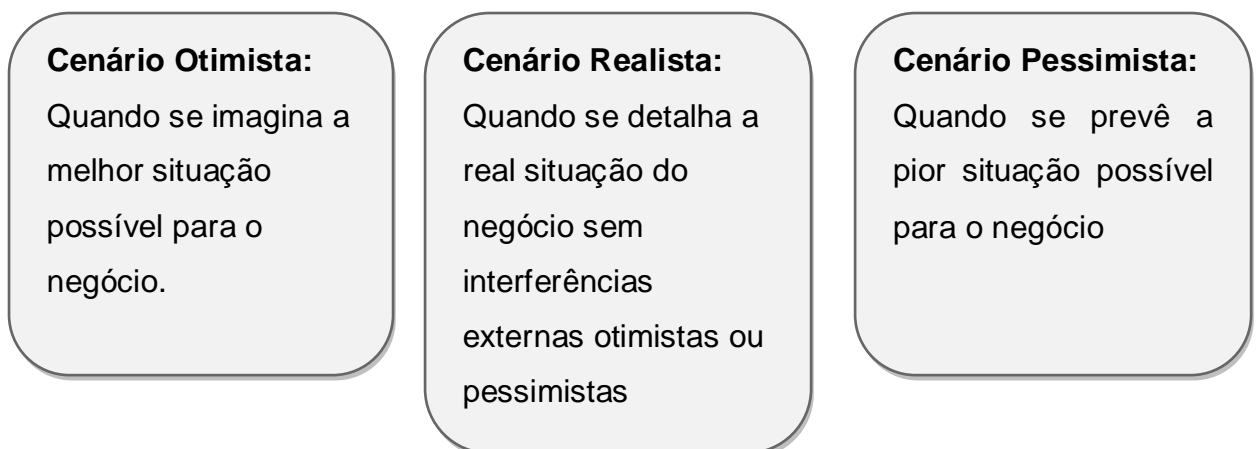 Cenário Otimista:
Quando se imagina a
melhor situação
possível para o
negócio.
Cenário Realista:
Quando se detalha a
real situação do
negócio sem
interferências
externas otimistas ou
pessimistas
Cenário Pessimista:
Quando se prevê a
pior situação possível
para o negócio